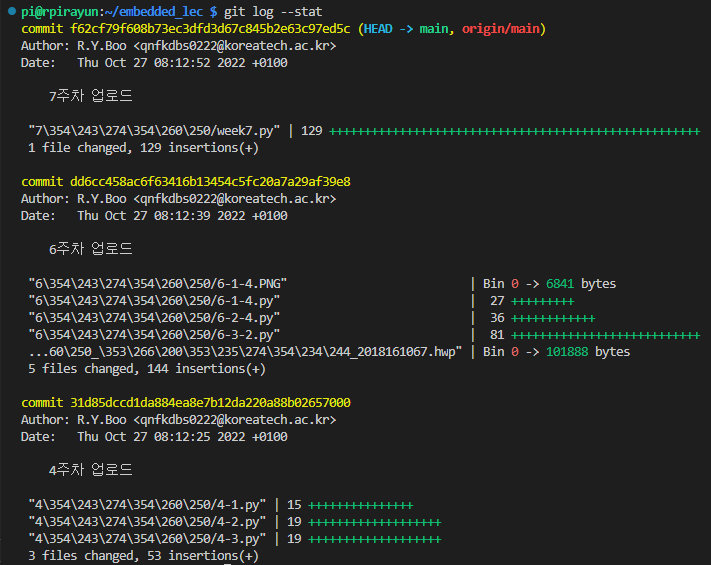 pi@rpirayun:~/embedded_lec $ git log --stat
commit f62cf79f608b73ec3dfd3d67c845b2e63c97ed5c (HEAD -> main, origin/main)
Author: R.Y.Boo <qnfkdbs0222@koreatech.ac.kr>
Date:   Thu Oct 27 08:12:52 2022 +0100
7주차 업로드
"7\354\243\274\354\260\250/week7.py" | 129 +++++++++++++++++++++++++++++++++++++++++++++++++++++
1 file changed, 129 insertions(+)
commit dd6cc458ac6f63416b13454c5fc20a7a29af39e8
Author: R.Y.Boo <qnfkdbs0222@koreatech.ac.kr>
Date:   Thu Oct 27 08:12:39 2022 +0100
6주차 업로드
"6\354\243\274\354\260\250/6-1-4.PNG" | Bin 0 -> 6841 bytes
"6\354\243\274\354\260\250/6-1-4.py" | 27 +++++++++
"6\354\243\274\354\260\250/6-2-4.py" | 36 ++++++++++++
"6\354\243\274\354\260\250/6-3-2.py" | 81 +++++++++++++++++++++++++++
...60\250_\353\266\200\353\235\274\354\234\244_2018161067.hwp" | Bin 0 -> 101888 bytes
5 files changed, 144 insertions(+)
commit 31d85dccd1da884ea8e7b12da220a88b02657000
Author: R.Y.Boo <qnfkdbs0222@koreatech.ac.kr>
Date:   Thu Oct 27 08:12:25 2022 +0100
4주차 업로드
"4\354\243\274\354\260\250/4-1.py" | 15 +++++++++++++++
"4\354\243\274\354\260\250/4-2.py" | 19 +++++++++++++++++++
"4\354\243\274\354\260\250/4-3.py" | 19 +++++++++++++++++++
3 files changed, 53 insertions(+)